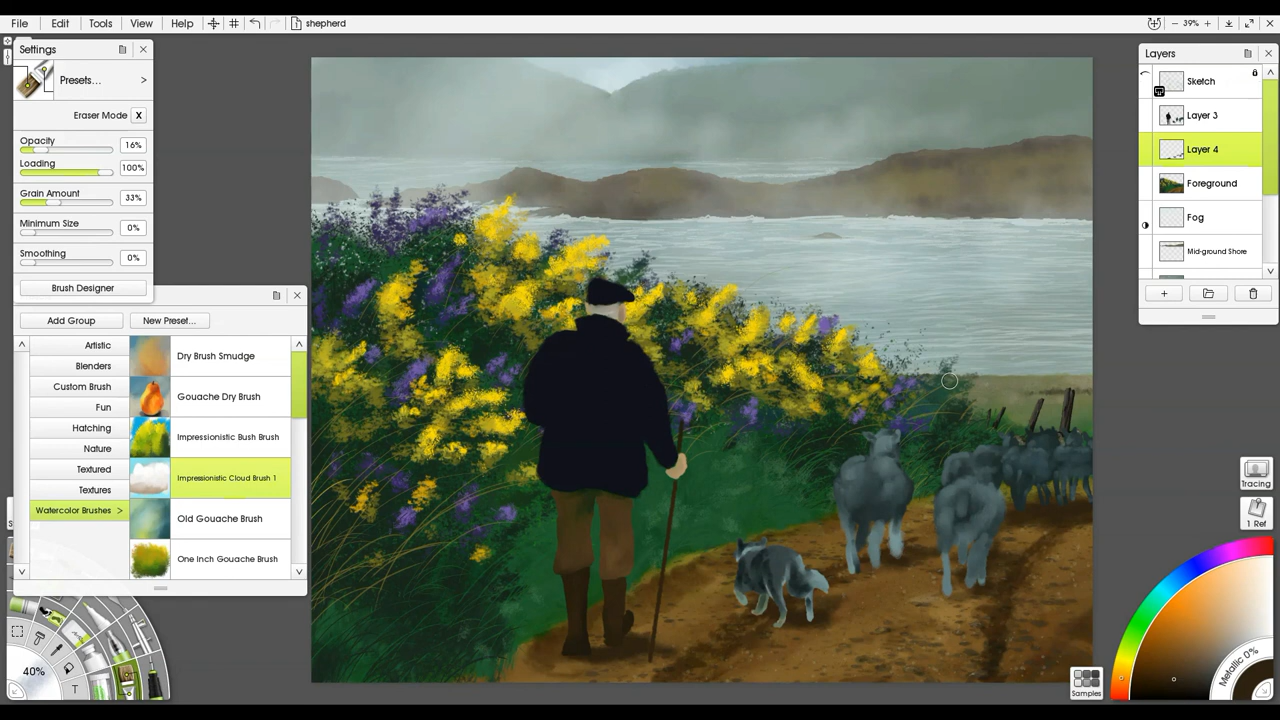 File Edit Tools View Help shepherd 39%
Settings
Presets... >
Eraser Mode X
Opacity 16%
Loading 100%
Grain Amount 33%
Minimum Size 0%
Smoothing 0%
Brush Designer
Add Group New Preset...
Artistic
Blenders
Custom Brush
Fun
Hatching
Nature
Textured
Textures
Watercolor Brushes >
Dry Brush Smudge
Gouache Dry Brush
Impressionistic Bush Brush
Impressionistic Cloud Brush 1
Old Gouache Brush
One Inch Gouache Brush
40%
T
Layers
Sketch
Layer 3
Layer 4
Foreground
Fog
Mid-ground Shore
Tracing
1 Ref
Samples
Metallic 0%